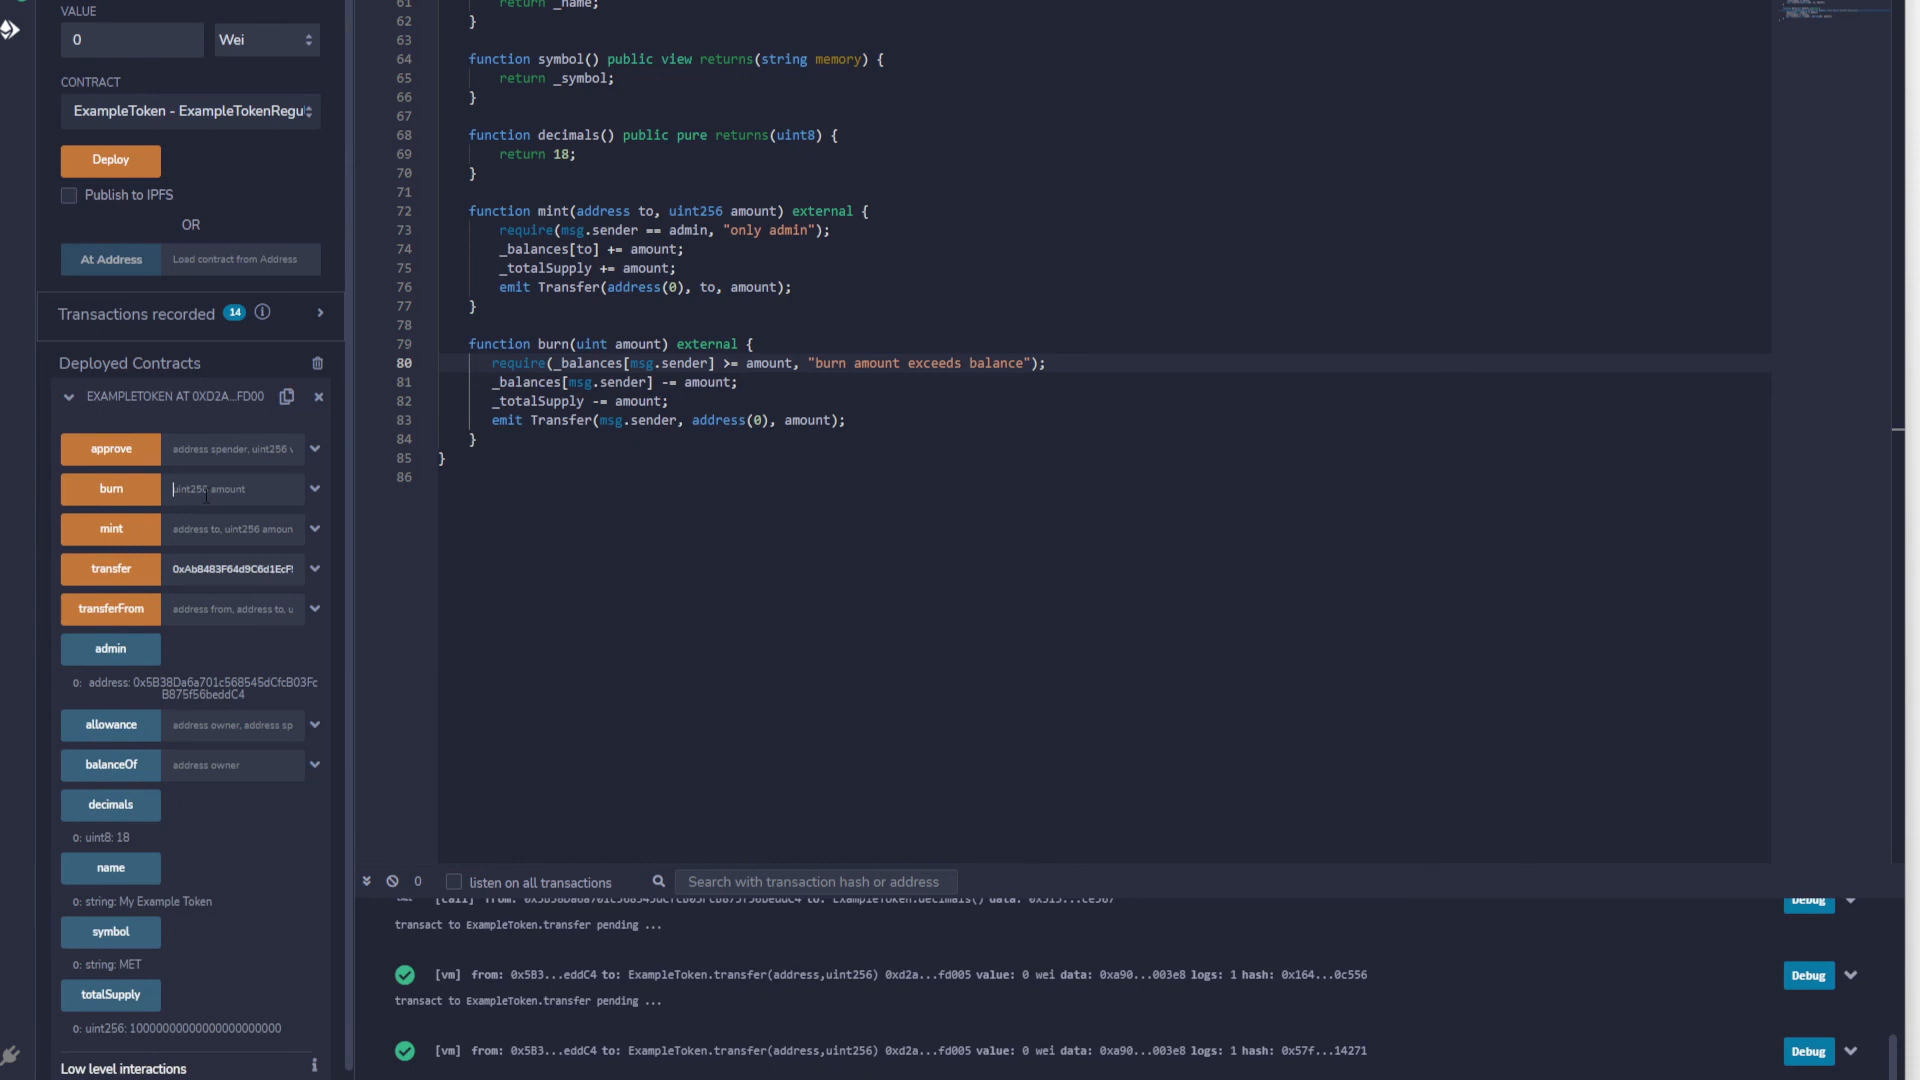 VALUE
0
Wei
CONTRACT
ExampleToken - ExampleTokenRegu
Deploy
Publish to IPFS
OR
At Address
Load contract from Address
Transactions recorded 14
Deployed Contracts
EXAMPLETOKEN AT 0XD2A...FD00
approve
address spender, uint256 v
burn
uint256 amount
mint
address to, uint256 amoun
transfer
0xAb8483F64d9C6d1EcF
transferFrom
address from, address to, u
admin
0: address: 0x5B38Da6a701c568545dCfcB03Fc
B875f56beddC4
allowance
address owner, address sp
balanceOf
address owner
decimals
0: uint8: 18
name
0: string: My Example Token
symbol
0: string: MET
totalSupply
Low level interactions
61 return _name;
62 }
63
64 function symbol() public view returns(string memory) {
65 return _symbol;
66 }
67
68 function decimals() public pure returns(uint8) {
69 return 18;
70 }
71
72 function mint(address to, uint256 amount) external {
73 require(msg.sender == admin, "only admin");
74 _balances[to] += amount;
75 _totalSupply += amount;
76 emit Transfer(address(0), to, amount);
77 }
78
79 function burn(uint amount) external {
80 require(_balances[msg.sender] >= amount, "burn amount exceeds balance");
81 _balances[msg.sender] -= amount;
82 _totalSupply -= amount;
83 emit Transfer(msg.sender, address(0), amount);
84 }
85 }
86
0
listen on all transactions
Search with transaction hash or address
Debug
transact to ExampleToken.transfer pending ...
[vm] from: 0x5B3...eddC4 to: ExampleToken.transfer(address,uint256) 0xd2a...fd005 value: 0 wei data: 0xa90...003e8 logs: 1 hash: 0x164...0c556
Debug
transact to ExampleToken.transfer pending ...
[vm] from: 0x5B3...eddC4 to: ExampleToken.transfer(address,uint256) 0xd2a...fd005 value: 0 wei data: 0xa90...003e8 logs: 1 hash: 0x57f...14271
Debug